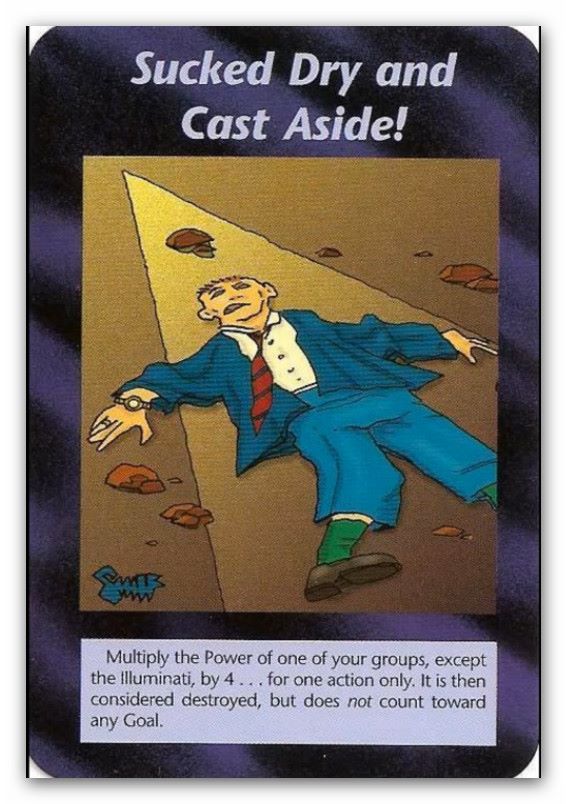 Sucked Dry and
Cast Aside!
Multiply the Power of one of your groups, except
the Illuminati, by 4 . . . for one action only. It is then
considered destroyed, but does not count toward
any Goal.